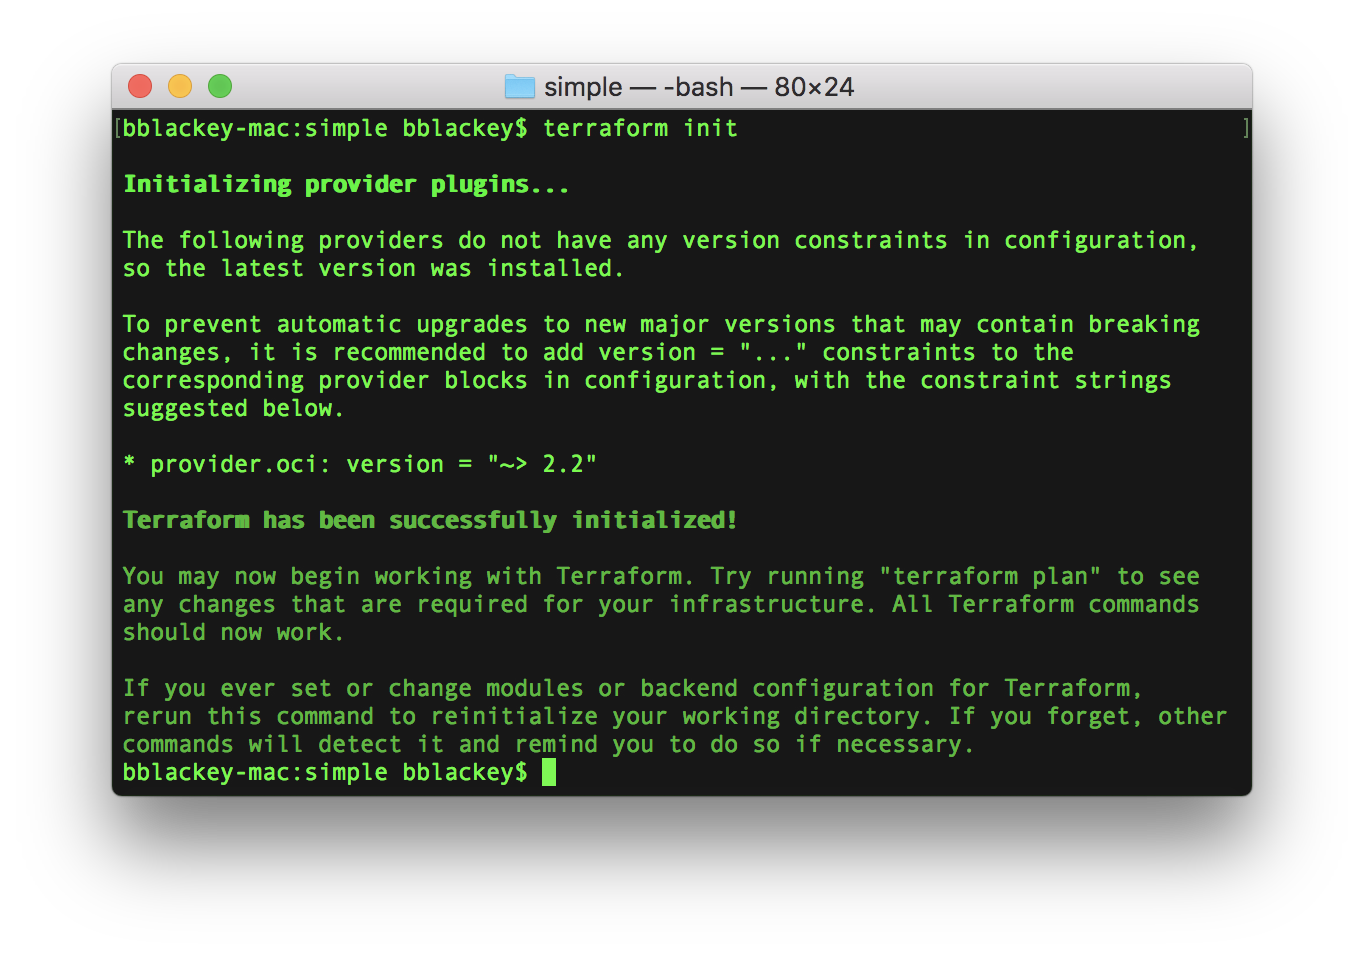 simple — -bash — 80×24
[bblackey-mac:simple bblackey$ terraform init ]
Initializing provider plugins...
The following providers do not have any version constraints in configuration,
so the latest version was installed.
To prevent automatic upgrades to new major versions that may contain breaking
changes, it is recommended to add version = "..." constraints to the
corresponding provider blocks in configuration, with the constraint strings
suggested below.
* provider.oci: version = "~> 2.2"
Terraform has been successfully initialized!
You may now begin working with Terraform. Try running "terraform plan" to see
any changes that are required for your infrastructure. All Terraform commands
should now work.
If you ever set or change modules or backend configuration for Terraform,
rerun this command to reinitialize your working directory. If you forget, other
commands will detect it and remind you to do so if necessary.
bblackey-mac:simple bblackey$